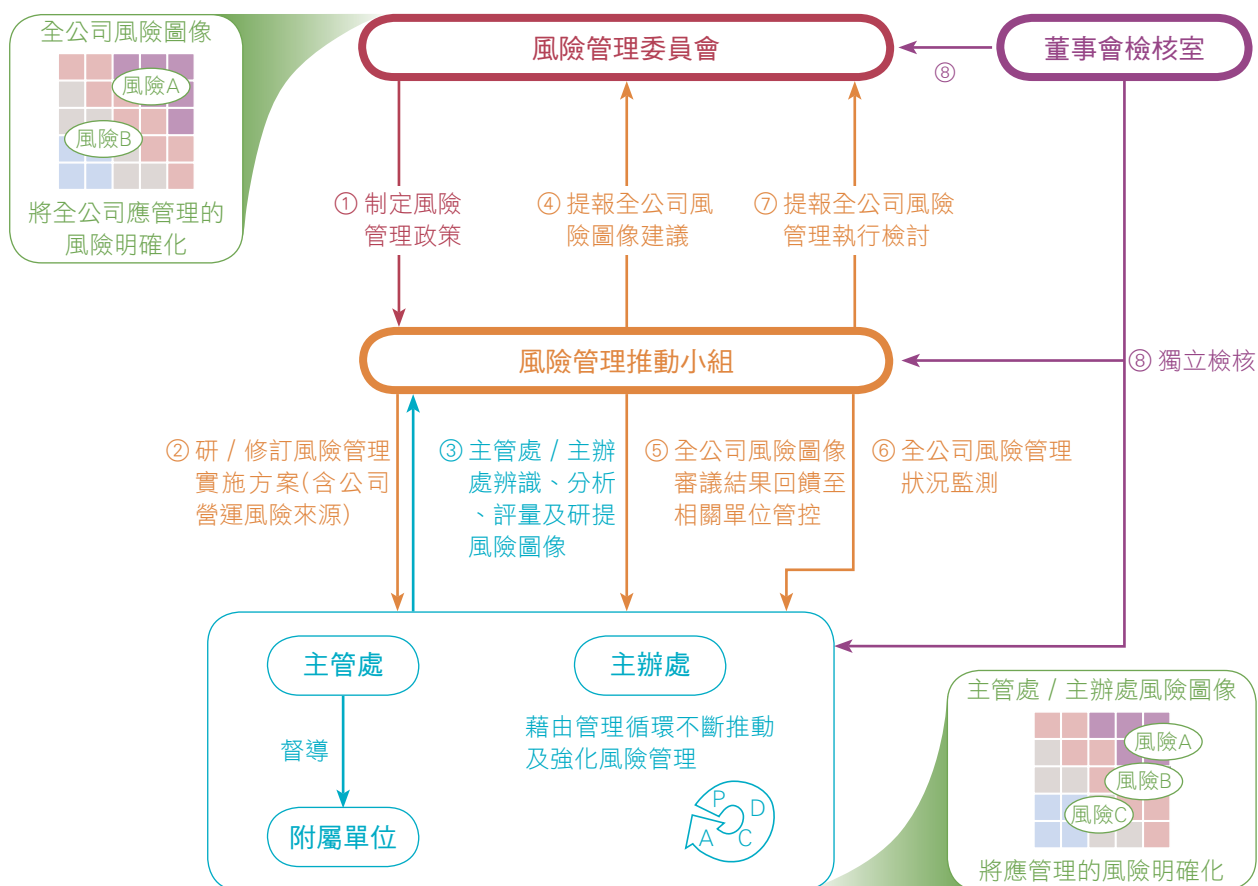 全公司風險圖像
風險A
風險B
將全公司應管理的
風險明確化
風險管理委員會
董事會檢核室
⑧
① 制定風險
管理政策
④ 提報全公司風
險圖像建議
⑦ 提報全公司風險
管理執行檢討
風險管理推動小組
⑧ 獨立檢核
② 研 / 修訂風險管理
實施方案(含公司
營運風險來源)
③ 主管處 / 主辦
處辨識、分析
、評量及研提
風險圖像
⑤ 全公司風險圖像
審議結果回饋至
相關單位管控
⑥ 全公司風險管理
狀況監測
主管處
督導
附屬單位
主辦處
藉由管理循環不斷推動
及強化風險管理
P
D
A
C
主管處 / 主辦處風險圖像
風險A
風險B
風險C
將應管理的風險明確化